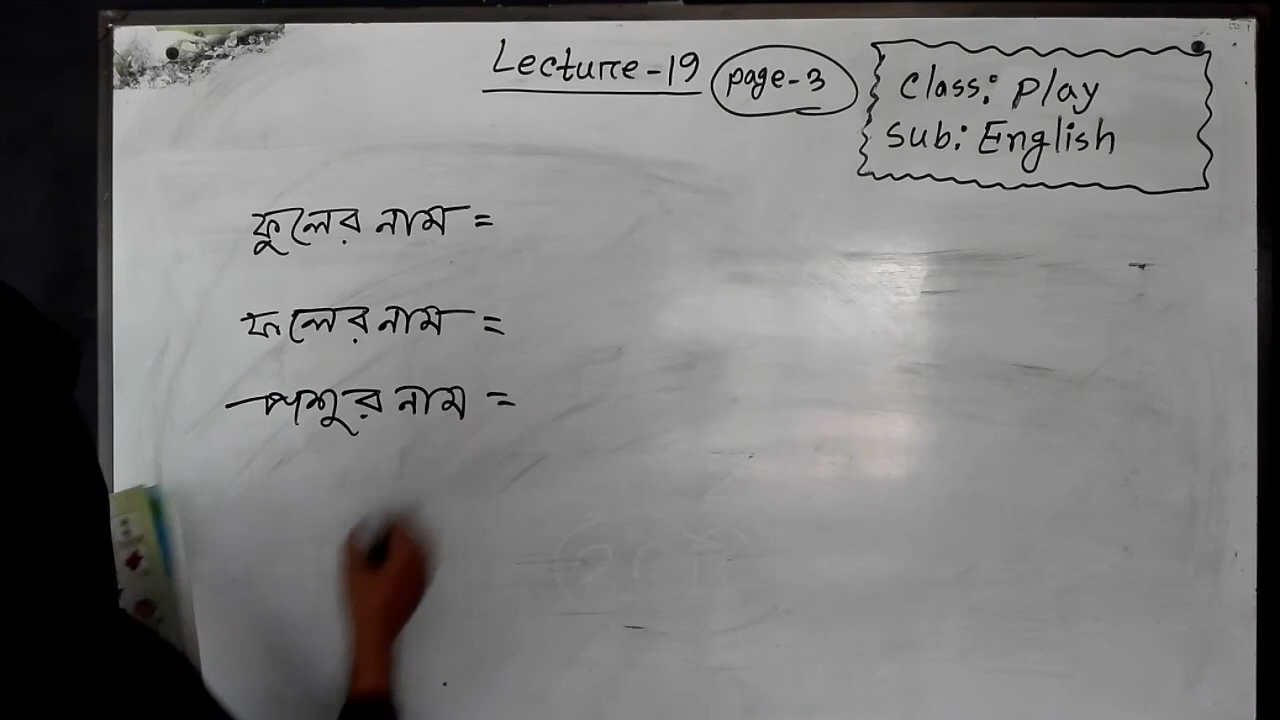 Lecture-19 page-3
Class: Play
Sub: English
ফুলের নাম =
ফলের নাম =
পশুর নাম =